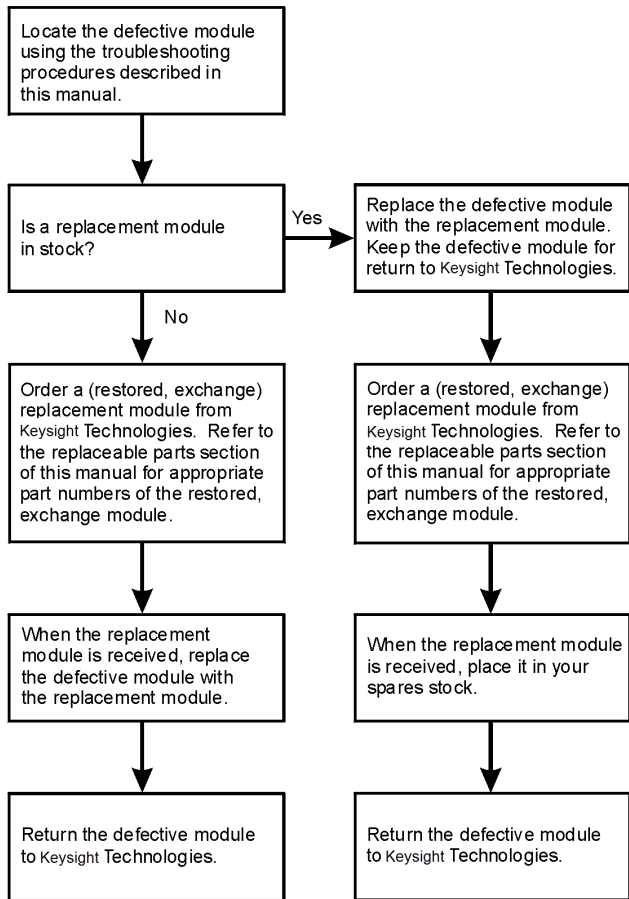 Locate the defective module
using the troubleshooting
procedures described in
this manual.
Is a replacement module
in stock?
Yes
Replace the defective module
with the replacement module.
Keep the defective module for
return to Keysight Technologies.
No
Order a (restored, exchange)
replacement module from
Keysight Technologies.  Refer to
the replaceable parts section
of this manual for appropriate
part numbers of the restored,
exchange module.
Order a (restored, exchange)
replacement module from
Keysight Technologies.  Refer to
the replaceable parts section
of this manual for appropriate
part numbers of the restored,
exchange module.
When the replacement
module is received, replace
the defective module with
the replacement module.
When the replacement module
is received, place it in your
spares stock.
Return the defective module
to Keysight Technologies.
Return the defective module
to Keysight Technologies.